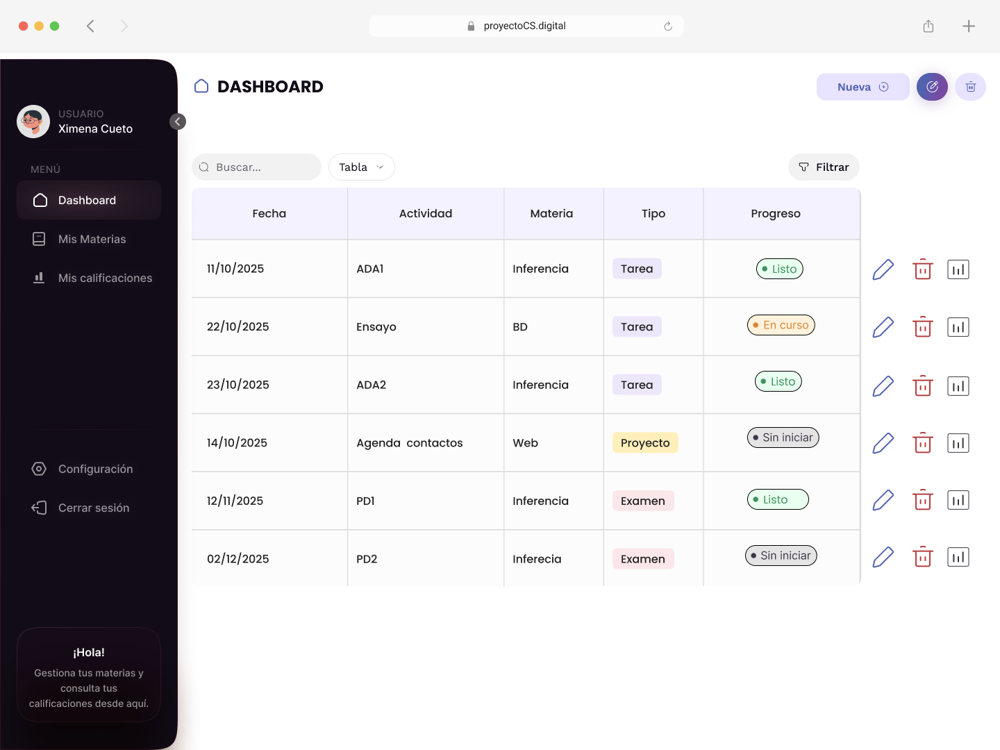 proyectoCS.digital
USUARIO
Ximena Cueto
MENÚ
Dashboard
Mis Materias
Mis calificaciones
Configuración
Cerrar sesión
¡Hola!
Gestiona tus materias y
consulta tus
calificaciones desde aquí.
DASHBOARD
Nueva
Buscar...
Tabla
Filtrar
Fecha Actividad Materia Tipo Progreso
11/10/2025 ADA1 Inferencia Tarea Listo
22/10/2025 Ensayo BD Tarea En curso
23/10/2025 ADA2 Inferencia Tarea Listo
14/10/2025 Agenda contactos Web Proyecto Sin iniciar
12/11/2025 PD1 Inferencia Examen Listo
02/12/2025 PD2 Inferecia Examen Sin iniciar